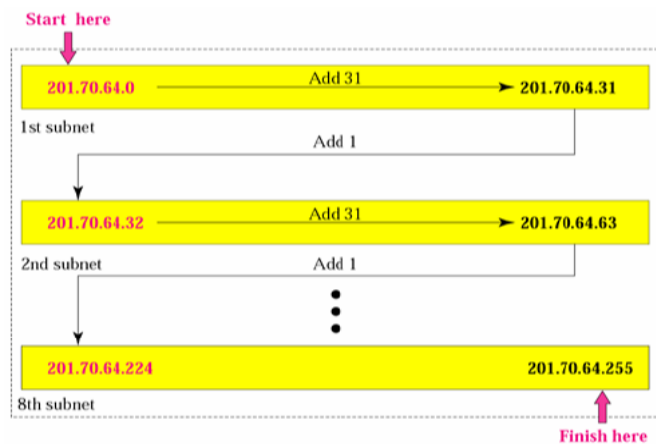 Start here
201.70.64.0 Add 31 201.70.64.31
1st subnet
Add 1
201.70.64.32 Add 31 201.70.64.63
2nd subnet
Add 1
201.70.64.224 201.70.64.255
8th subnet
Finish here